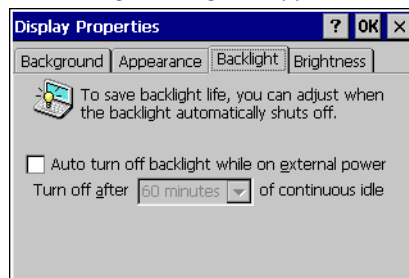 Display Properties ? OK ×
Background Appearance Backlight Brightness
To save backlight life, you can adjust when
the backlight automatically shuts off.
Auto turn off backlight while on external power
Turn off after 60 minutes of continuous idle